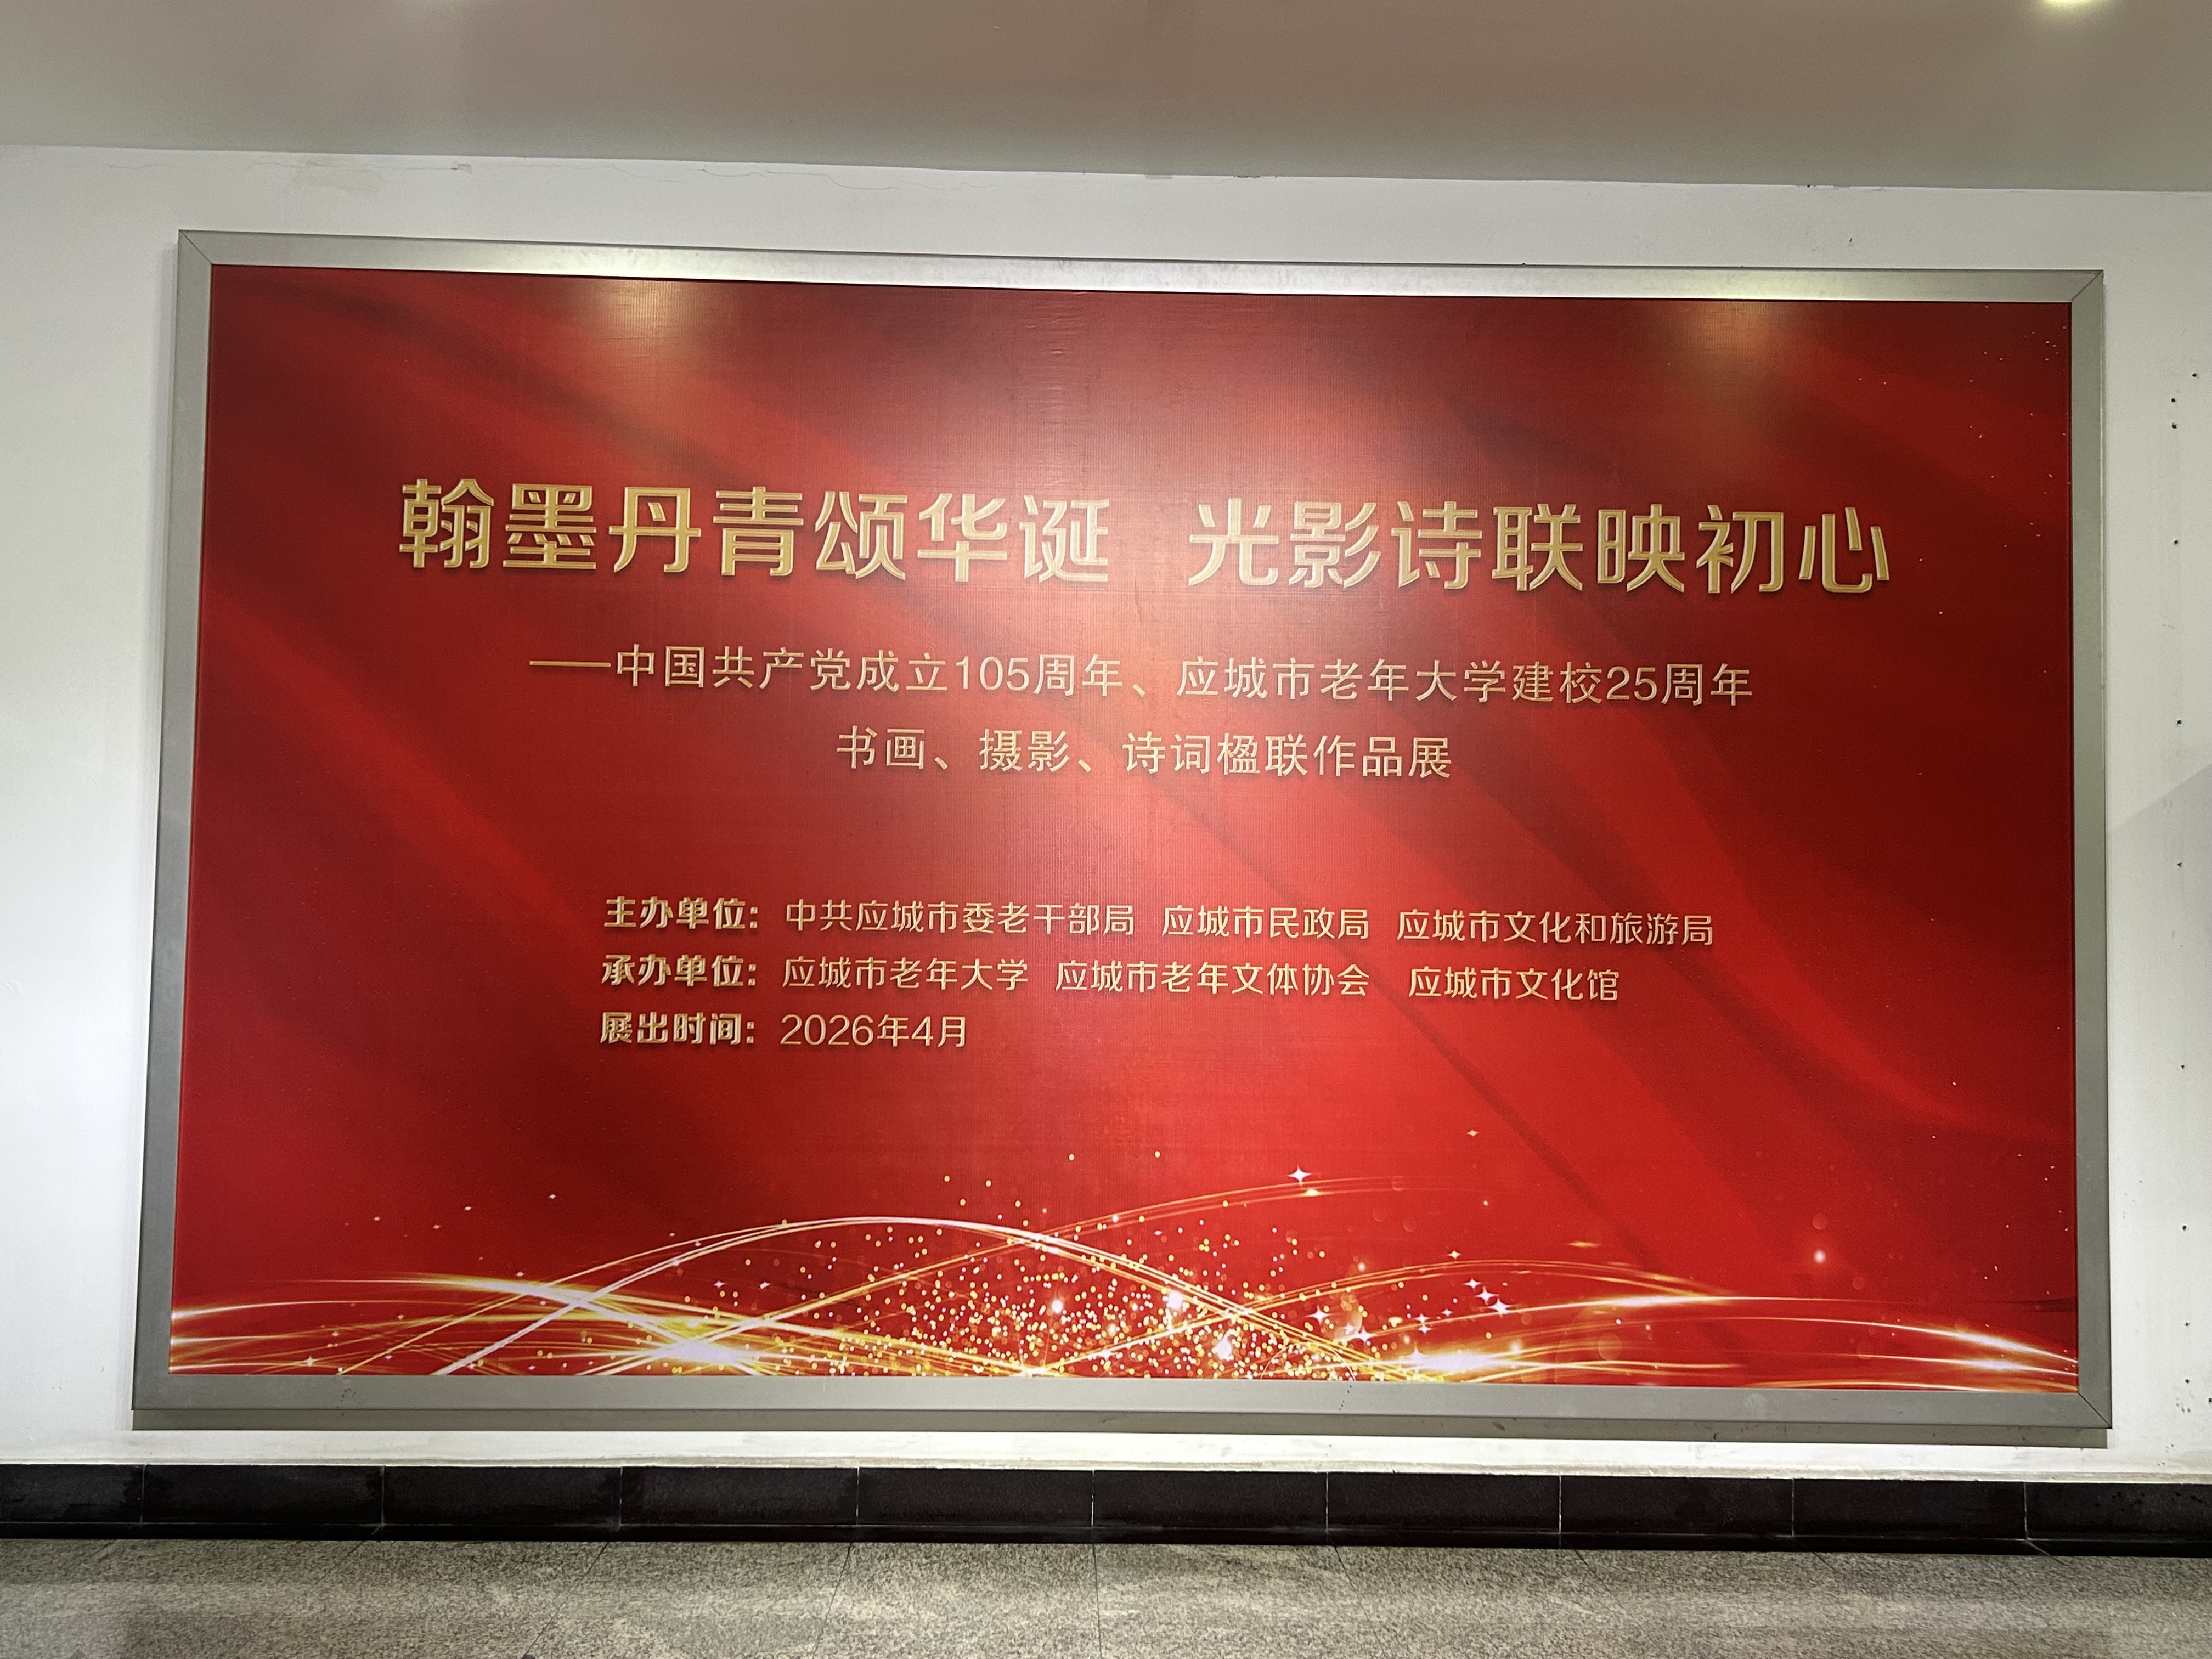 翰墨丹青颂华诞 光影诗联映初心
——中国共产党成立105周年、应城市老年大学建校25周年
书画、摄影、诗词楹联作品展
主办单位：中共应城市委老干部局 应城市民政局 应城市文化和旅游局
承办单位：应城市老年大学 应城市老年文体协会 应城市文化馆
展出时间：2026年4月